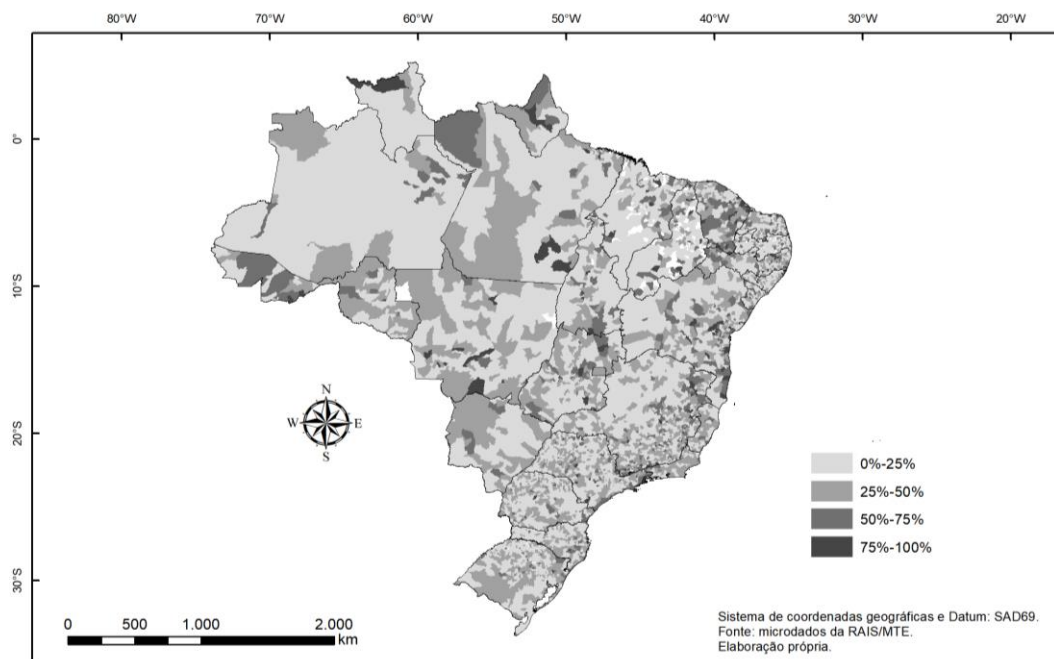 80°W 70°W 60°W 50°W 40°W 30°W 20°W
0°
10°S
20°S
30°S
N
W E
S
0%-25%
25%-50%
50%-75%
75%-100%
0 500 1.000 2.000
km
Sistema de coordenadas geográficas e Datum: SAD69.
Fonte: microdados da RAIS/MTE.
Elaboração própria.